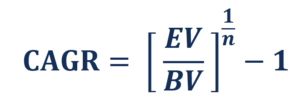 CAGR = [EV/BV]^(1/n) − 1